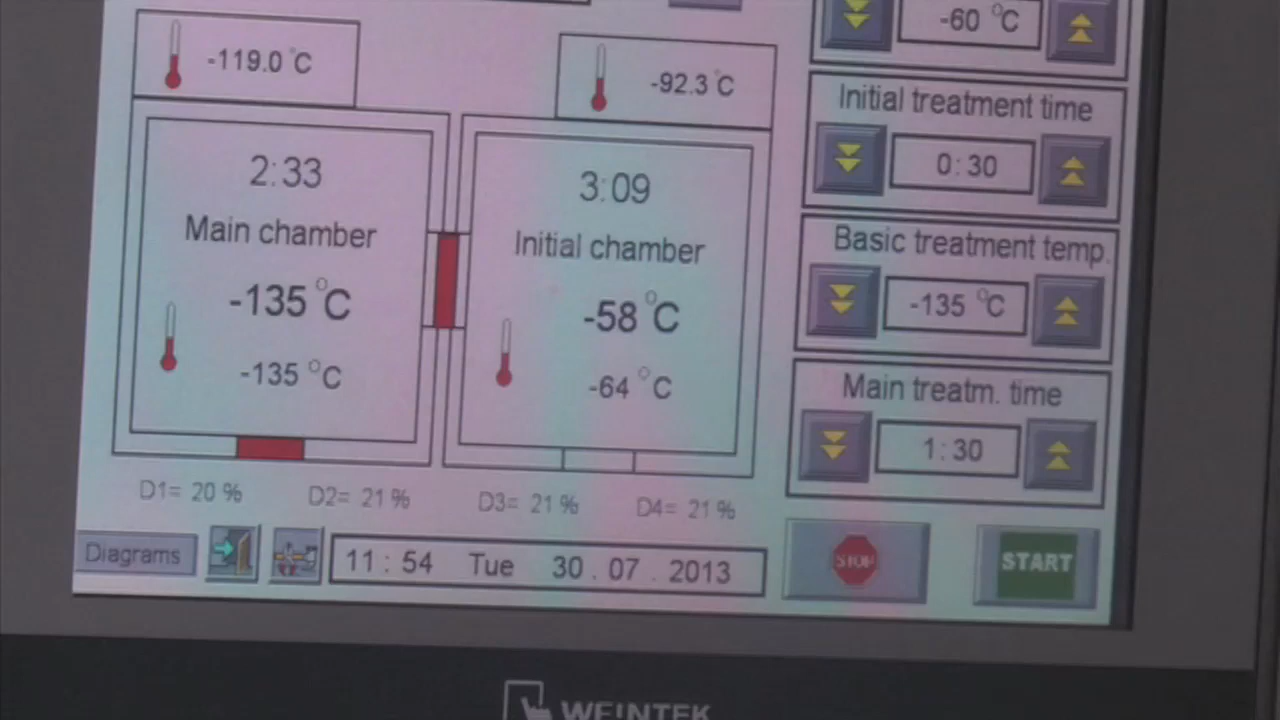 -119.0 °C
-92.3 °C
2:33
Main chamber
-135 °C
-135 °C
3:09
Initial chamber
-58 °C
-64 °C
D1= 20 %
D2= 21 %
D3= 21 %
D4= 21 %
-60 °C
Initial treatment time
0:30
Basic treatment temp.
-135 °C
Main treatm. time
1:30
Diagrams
11 : 54 Tue 30 . 07 . 2013
STOP
START
WEINTEK